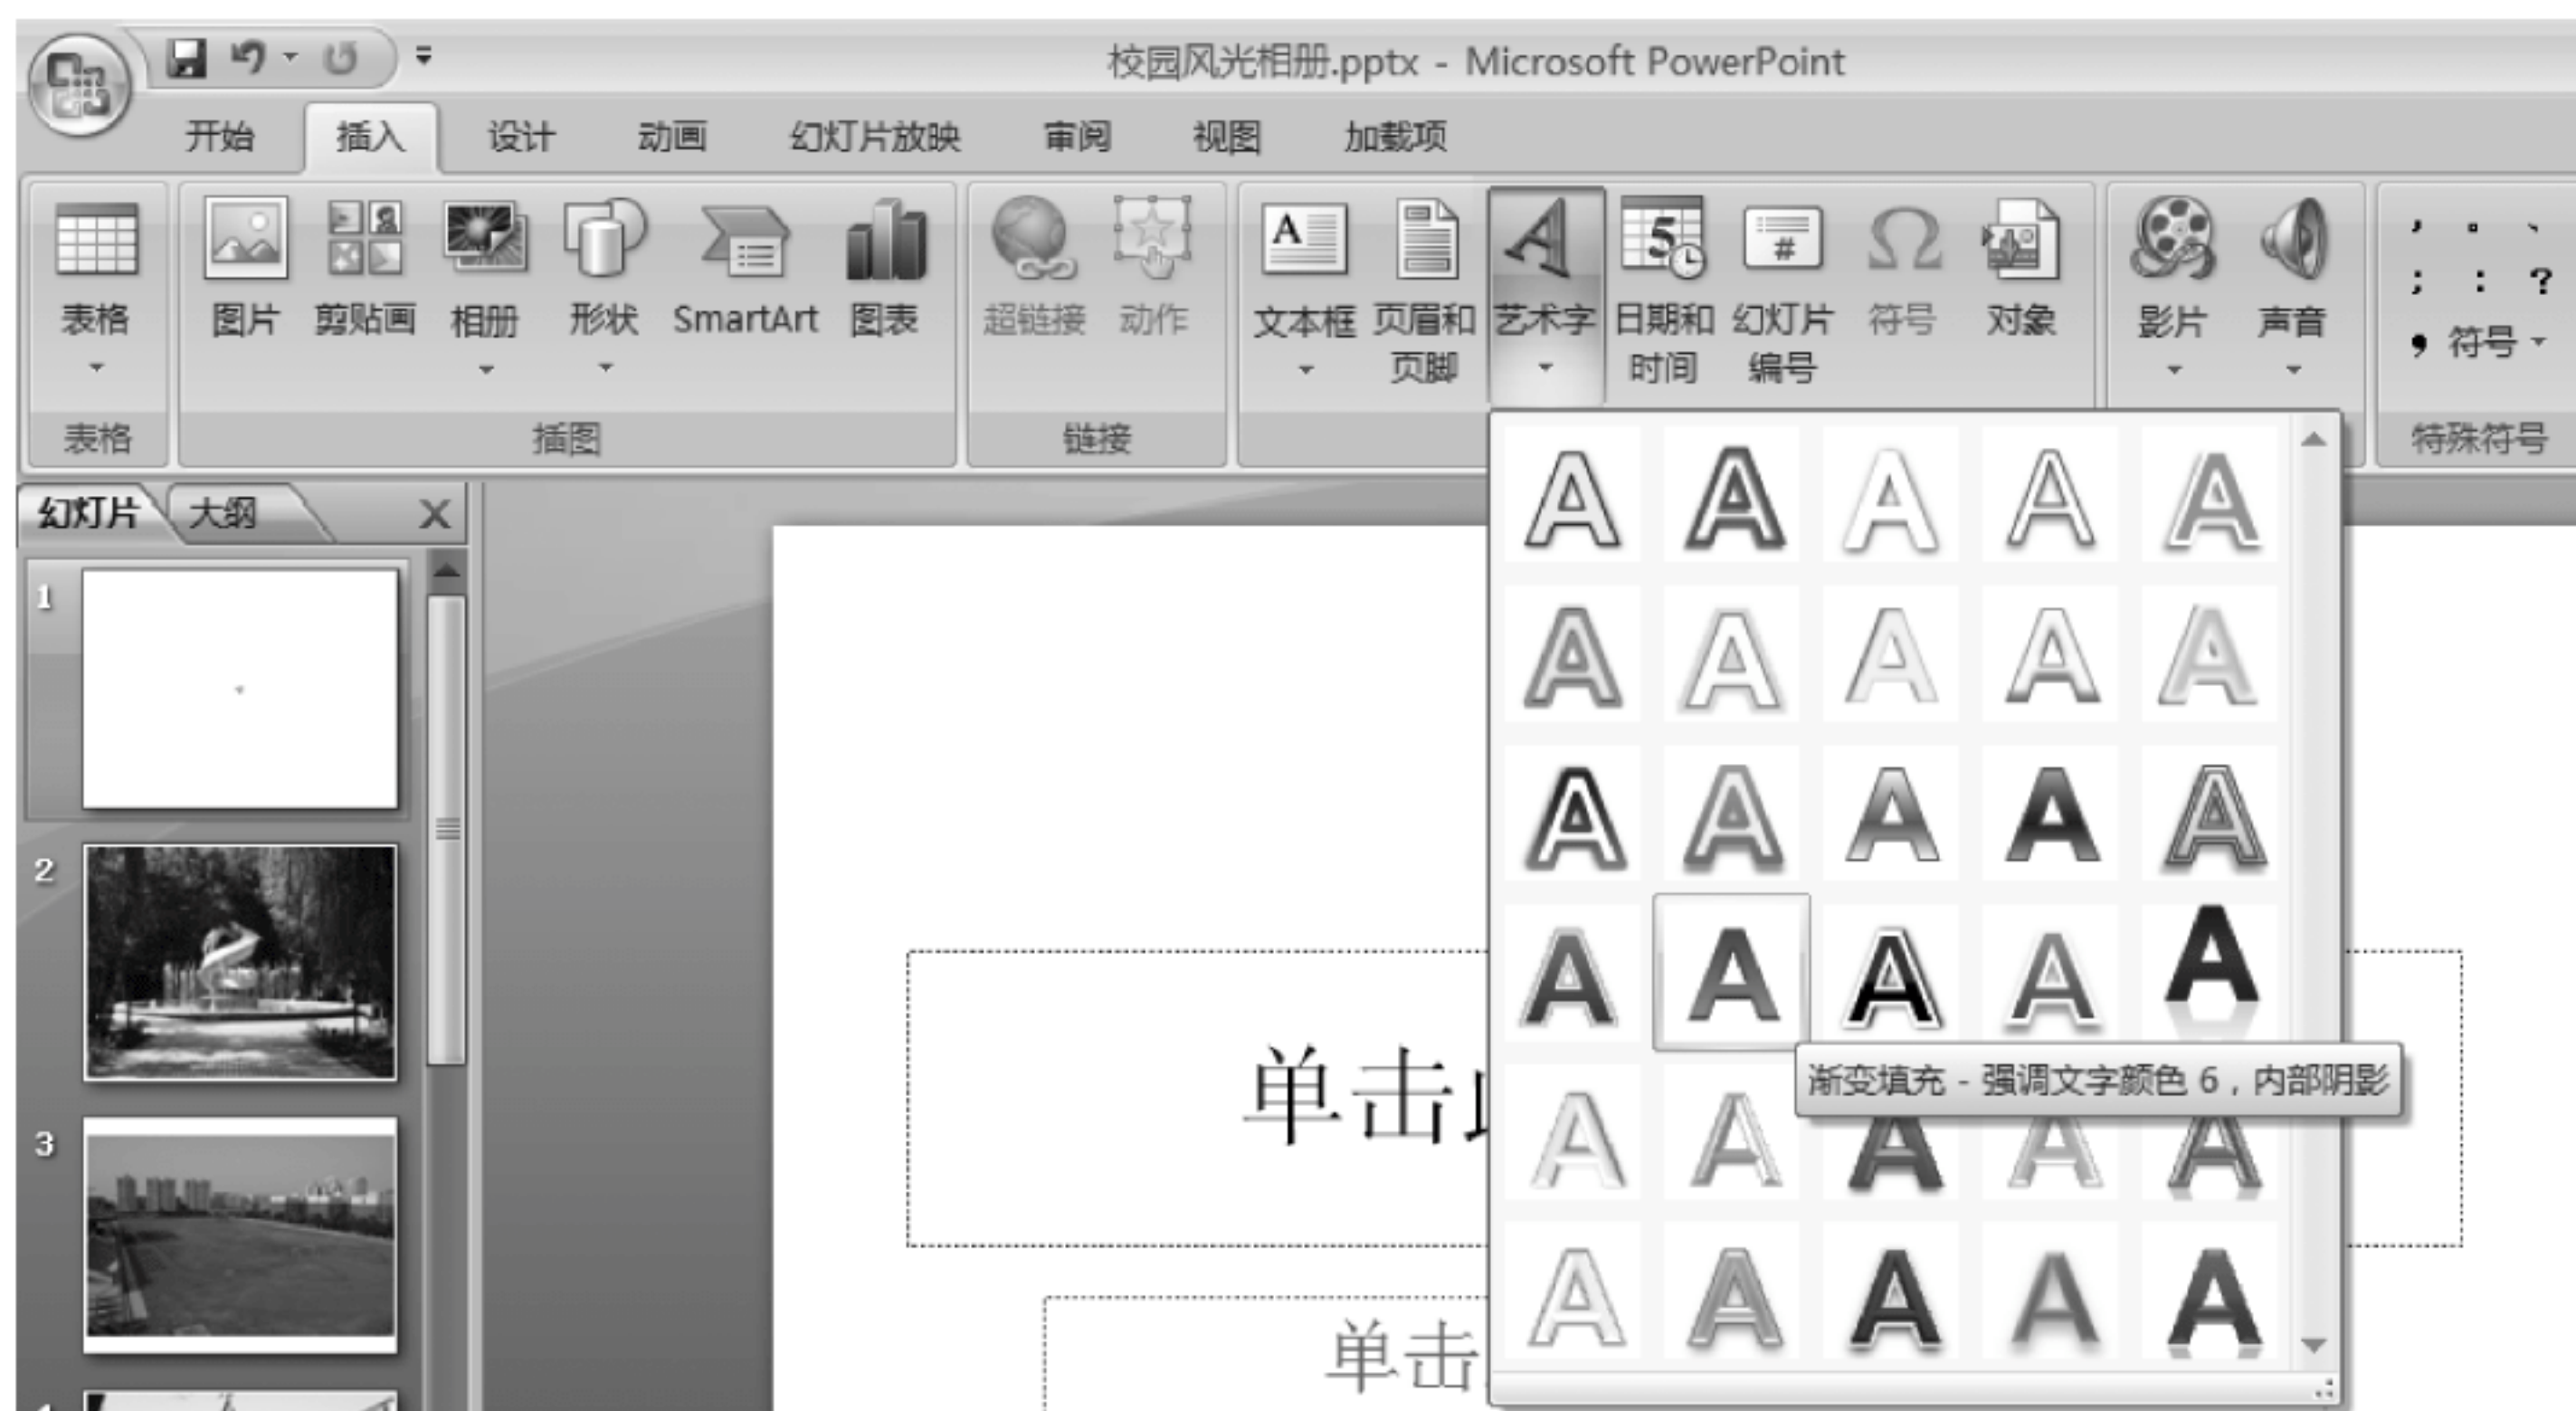 校园风光相册.pptx - Microsoft PowerPoint
开始 插入 设计 动画 幻灯片放映 审阅 视图 加载项
表格 图片 剪贴画 相册 形状 SmartArt 图表 超链接 动作 文本框 页眉和页脚 艺术字 日期和时间 幻灯片编号 符号 对象 影片 声音 , 。 、
; : ?
, 符号
表格 插图 链接 特殊符号
幻灯片 大纲 X
1
2
3
单击
渐变填充 - 强调文字颜色 6，内部阴影
单击